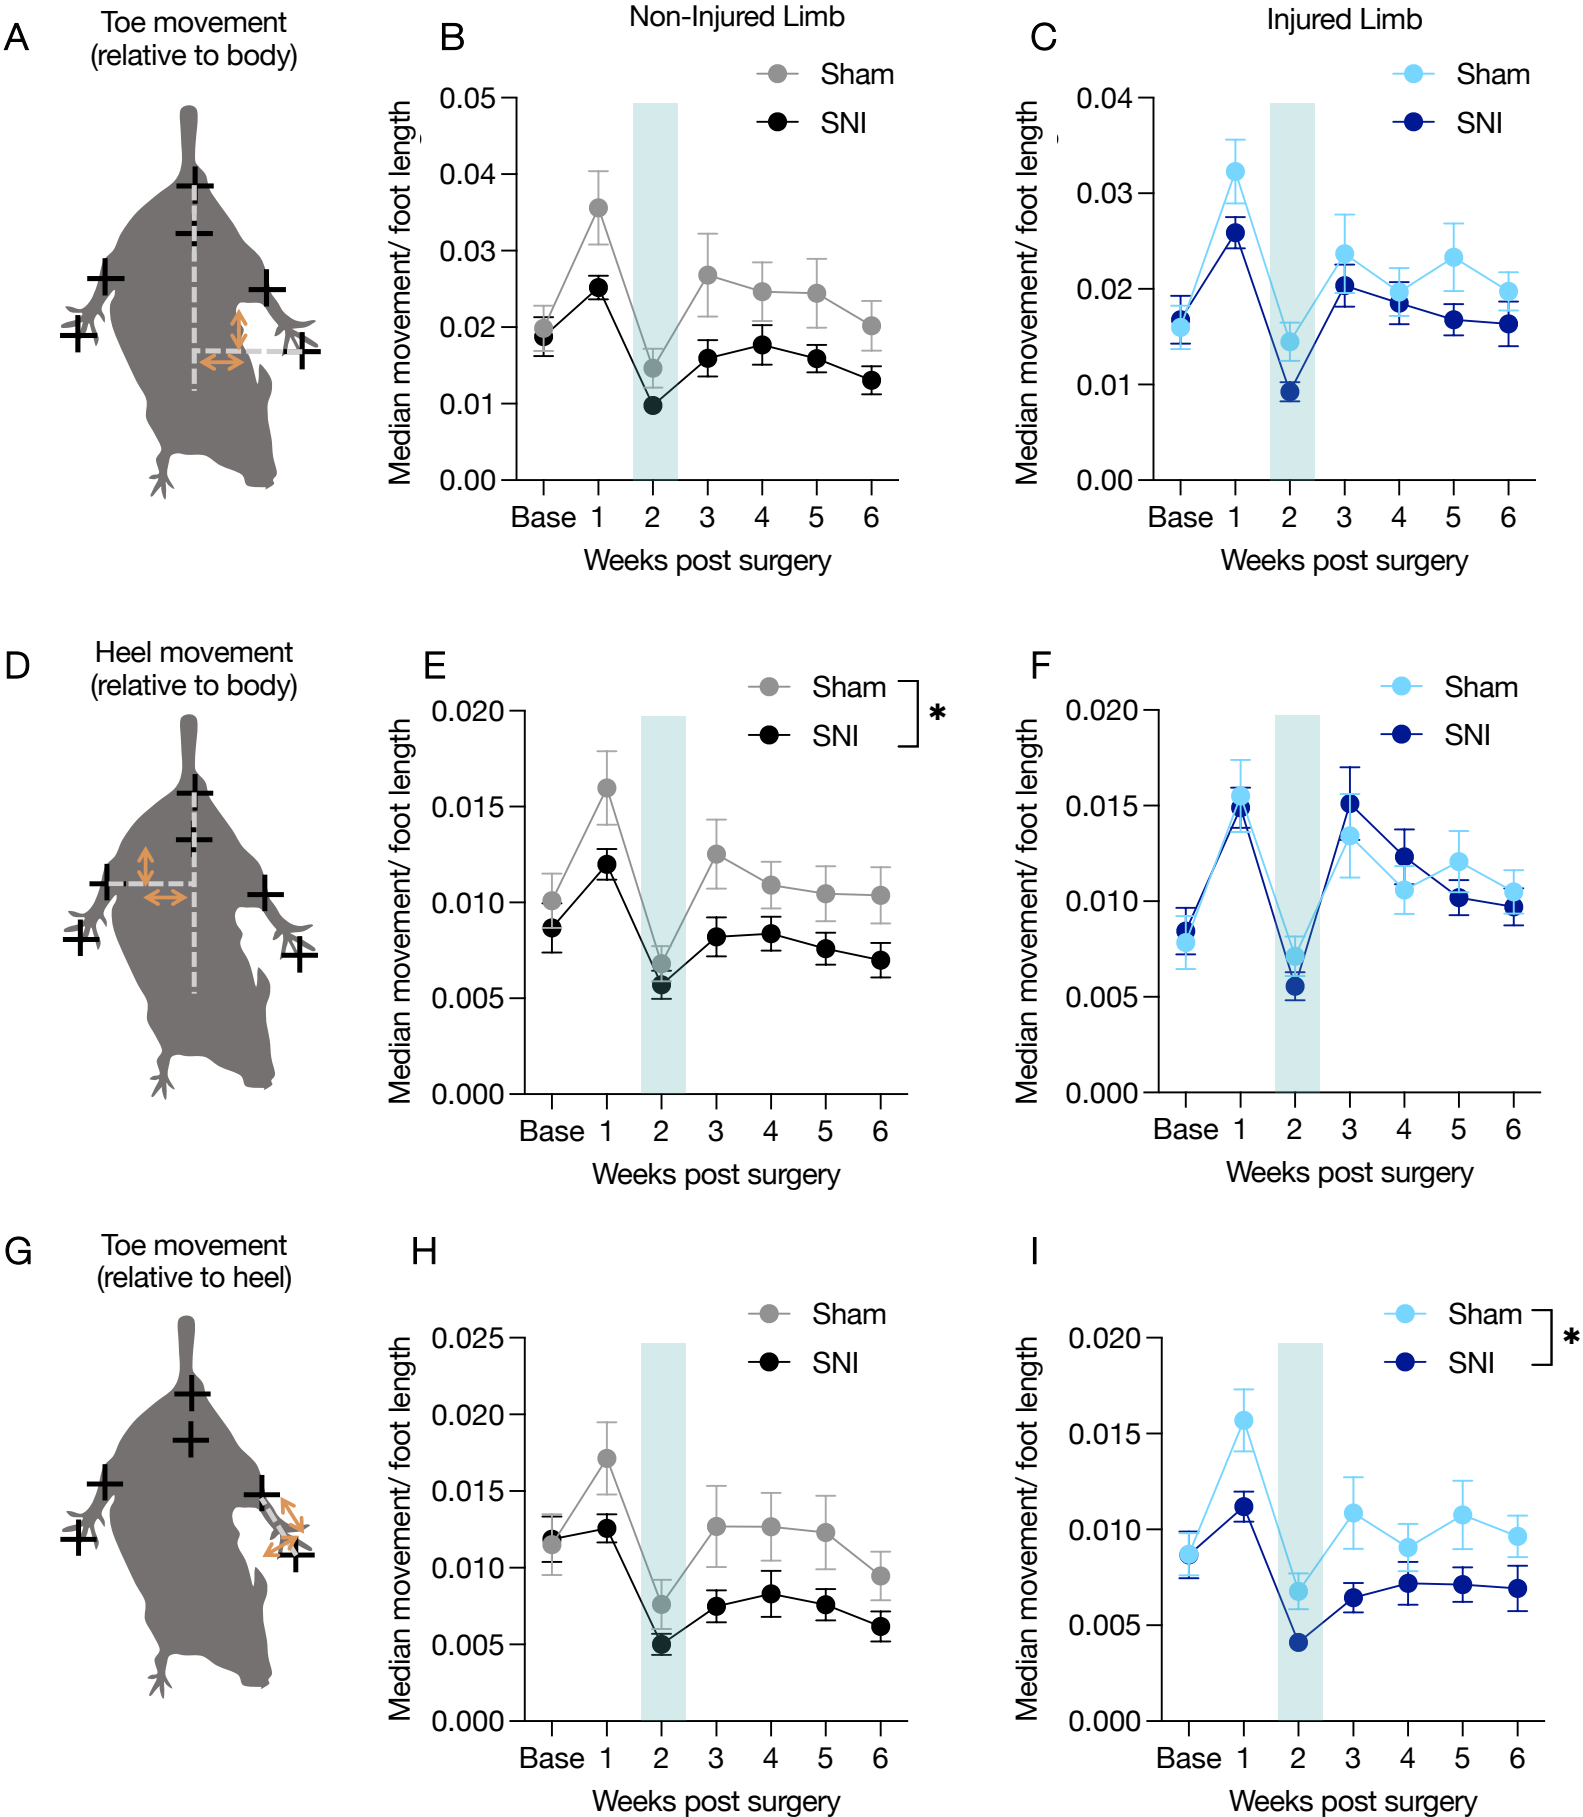 A
Toe movement
(relative to body)
B
Non-Injured Limb
Sham
SNI
Median movement/ foot length
0.05
0.04
0.03
0.02
0.01
0.00
Base 1 2 3 4 5 6
Weeks post surgery
C
Injured Limb
Sham
SNI
Median movement/ foot length
0.04
0.03
0.02
0.01
0.00
Base 1 2 3 4 5 6
Weeks post surgery
D
Heel movement
(relative to body)
E
Sham
SNI
*
Median movement/ foot length
0.020
0.015
0.010
0.005
0.000
Base 1 2 3 4 5 6
Weeks post surgery
F
Sham
SNI
Median movement/ foot length
0.020
0.015
0.010
0.005
0.000
Base 1 2 3 4 5 6
Weeks post surgery
G
Toe movement
(relative to heel)
H
Sham
SNI
Median movement/ foot length
0.025
0.020
0.015
0.010
0.005
0.000
Base 1 2 3 4 5 6
Weeks post surgery
I
Sham
SNI
*
Median movement/ foot length
0.020
0.015
0.010
0.005
0.000
Base 1 2 3 4 5 6
Weeks post surgery